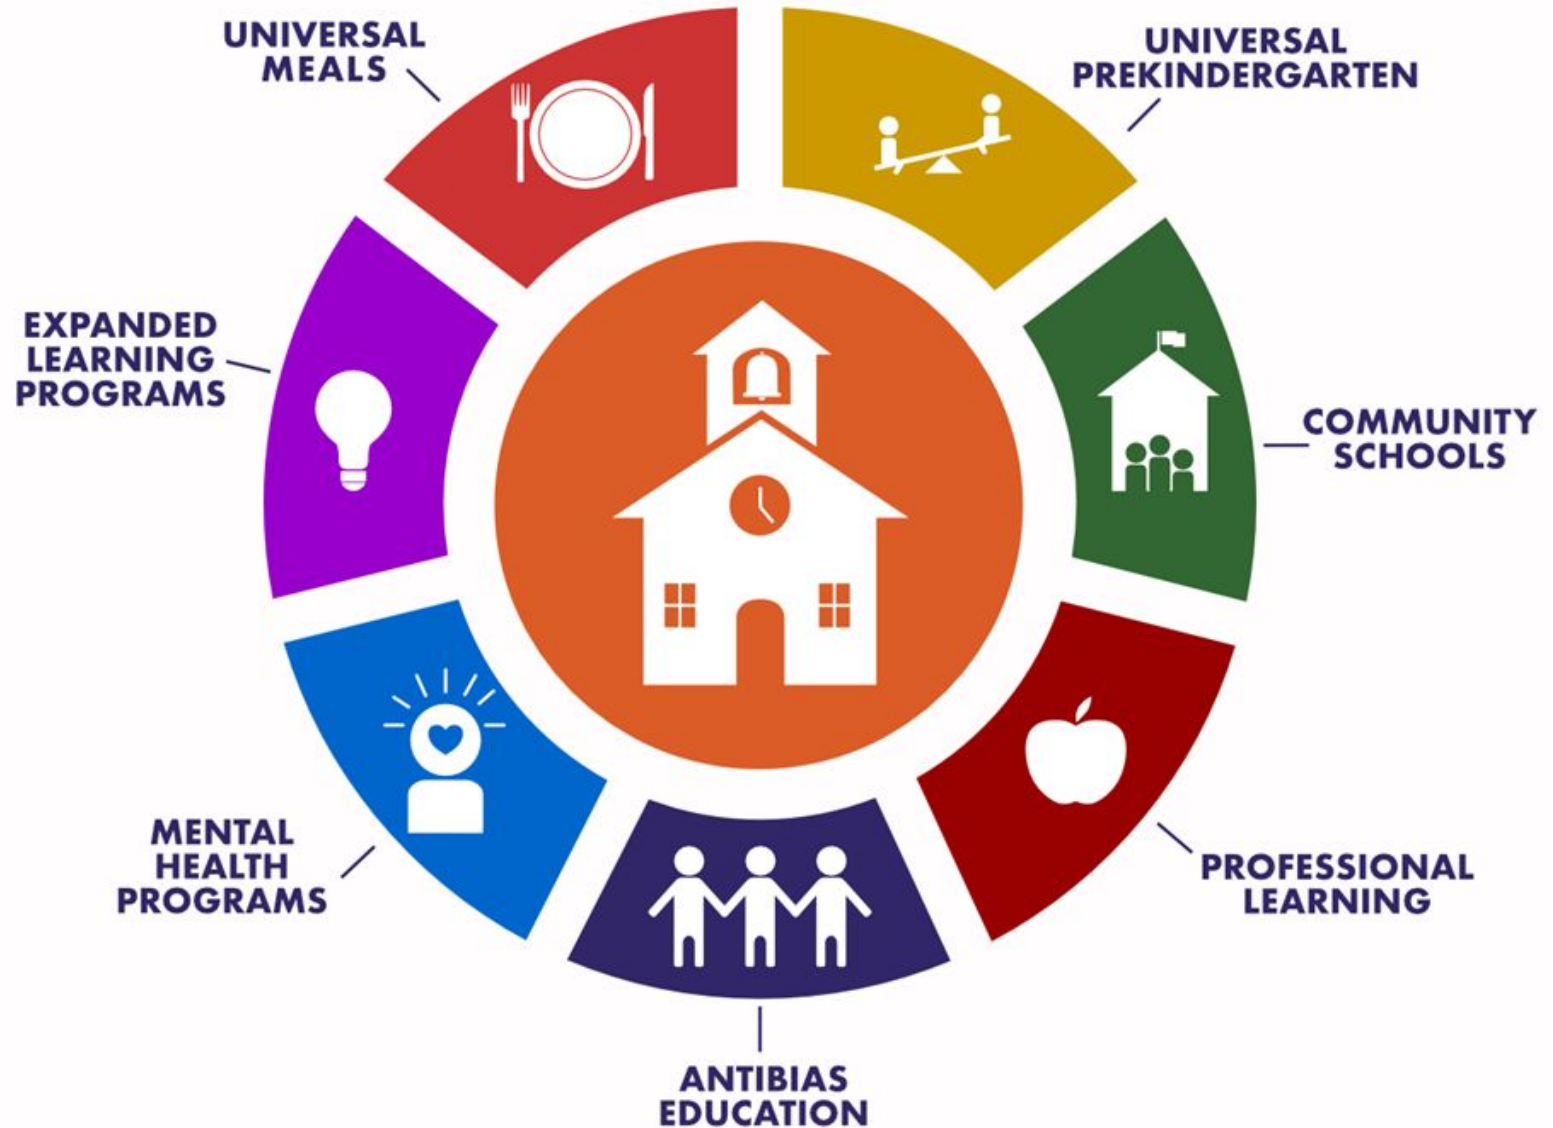 UNIVERSAL
MEALS
UNIVERSAL
PREKINDERGARTEN
EXPANDED
LEARNING
PROGRAMS
COMMUNITY
SCHOOLS
MENTAL
HEALTH
PROGRAMS
PROFESSIONAL
LEARNING
ANTIBIAS
EDUCATION